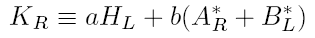 $K_R \equiv aH_L + b(A_R^* + B_L^*)$